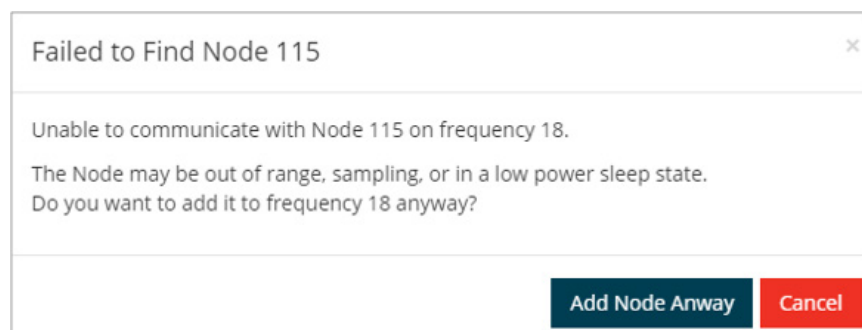 Failed to Find Node 115
×
Unable to communicate with Node 115 on frequency 18.
The Node may be out of range, sampling, or in a low power sleep state.
Do you want to add it to frequency 18 anyway?
Add Node Anway
Cancel